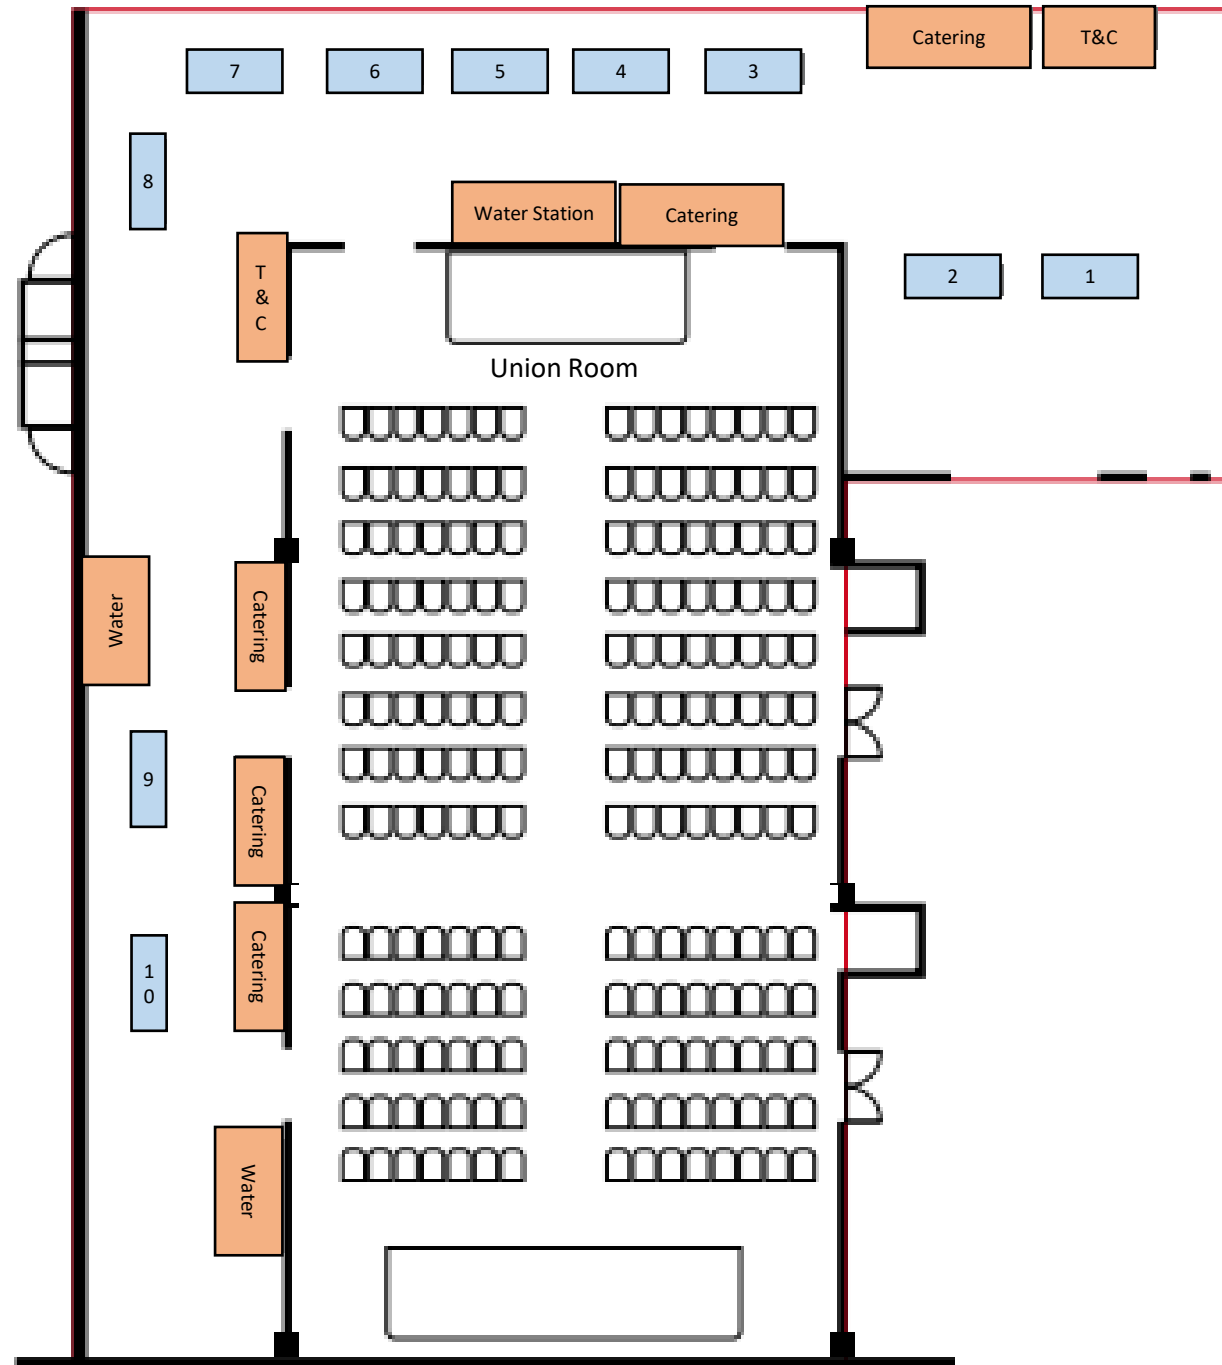 Catering
T&C
7
6
5
4
3
8
Water Station
Catering
T
&
C
2
1
Union Room
Water
Catering
9
Catering
Catering
1
0
Water